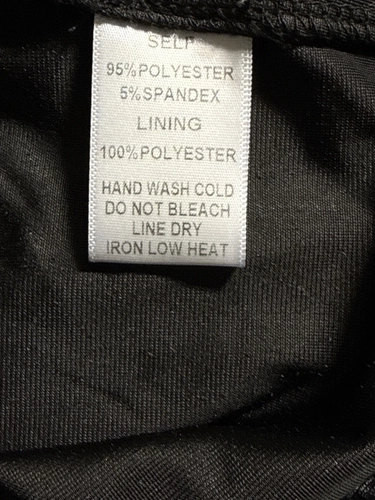 SELF
95% POLYESTER
5% SPANDEX
LINING
100% POLYESTER
HAND WASH COLD
DO NOT BLEACH
LINE DRY
IRON LOW HEAT